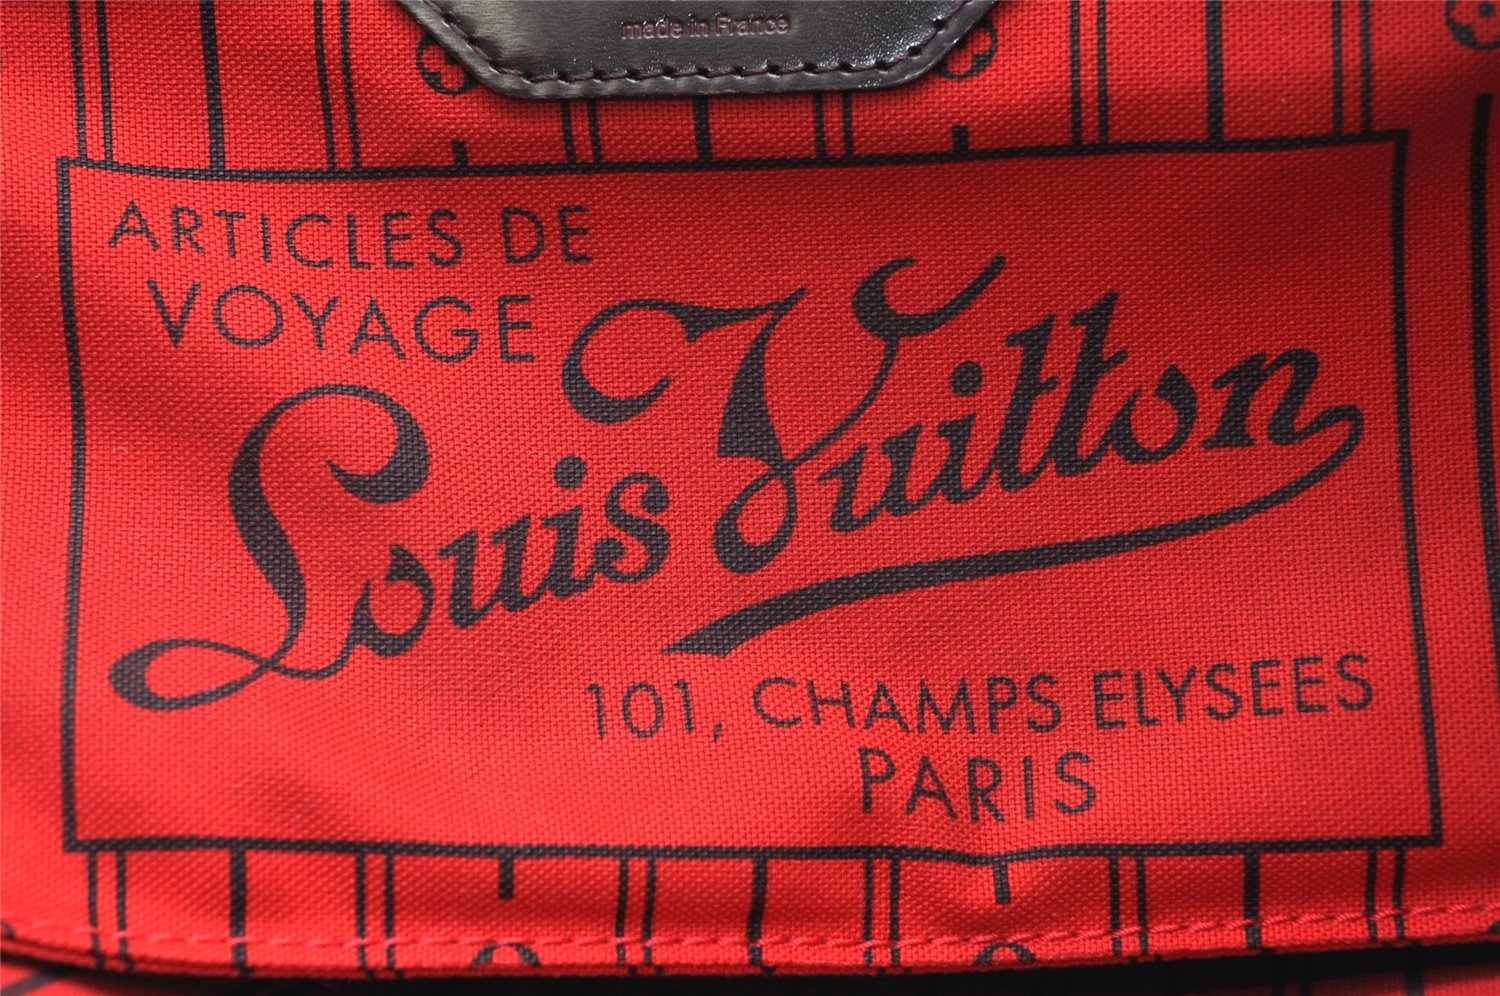 made in France
ARTICLES DE
VOYAGE
Louis Vuitton
101, CHAMPS ELYSEES
PARIS